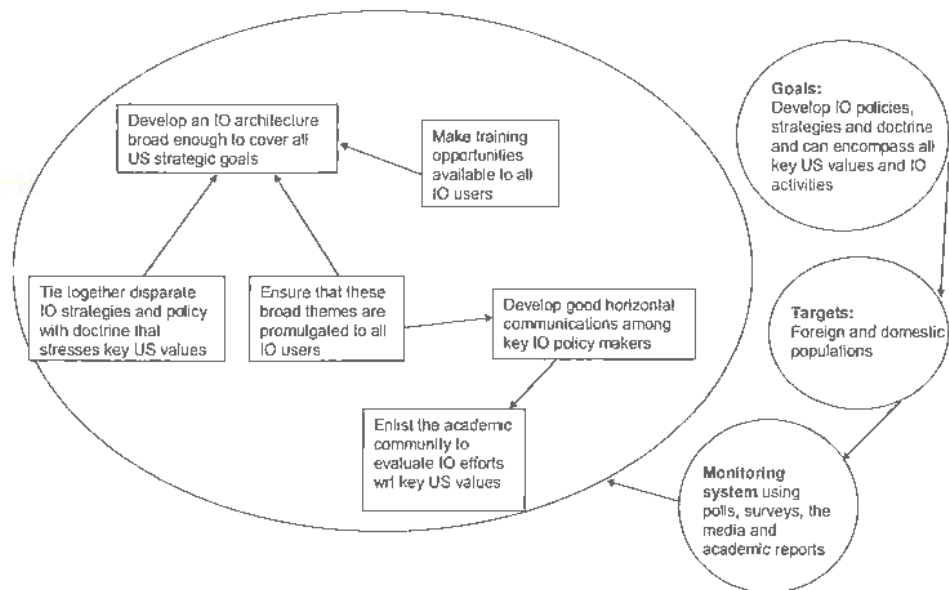 Develop an IO architecture
broad enough to cover all
US strategic goals
Make training
opportunities
available to all
IO users
Tie together disparate
IO strategies and policy
with doctrine that
stresses key US values
Ensure that these
broad themes are
promulgated to all
IO users
Develop good horizontal
communications among
key IO policy makers
Enlist the academic
community to
evaluate IO efforts
wrt key US values
Goals:
Develop IO policies,
strategies and doctrine
and can encompass all
key US values and IO
activities
Targets:
Foreign and domestic
populations
Monitoring
system using
polls, surveys, the
media and
academic reports